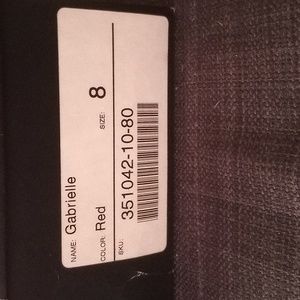 NAME: Gabrielle
COLOR: Red SIZE: 8
SKU: 351042-10-80